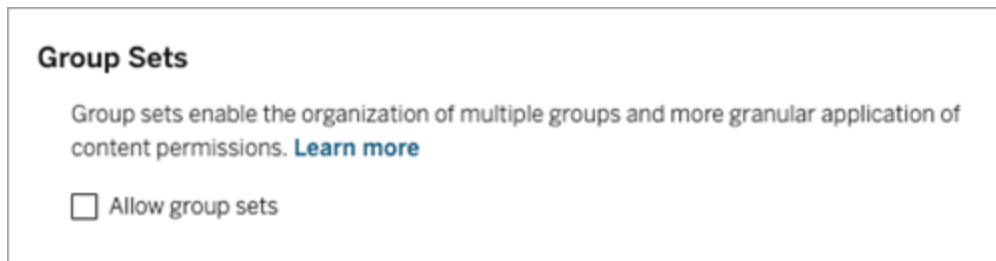 Group Sets
Group sets enable the organization of multiple groups and more granular application of
content permissions. Learn more
Allow group sets